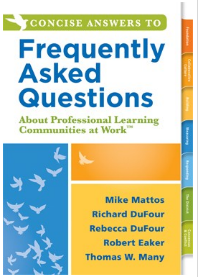 CONCISE ANSWERS TO
Frequently
Asked
Questions
About Professional Learning
Communities at Work™
Mike Mattos
Richard DuFour
Rebecca DuFour
Robert Eaker
Thomas W. Many